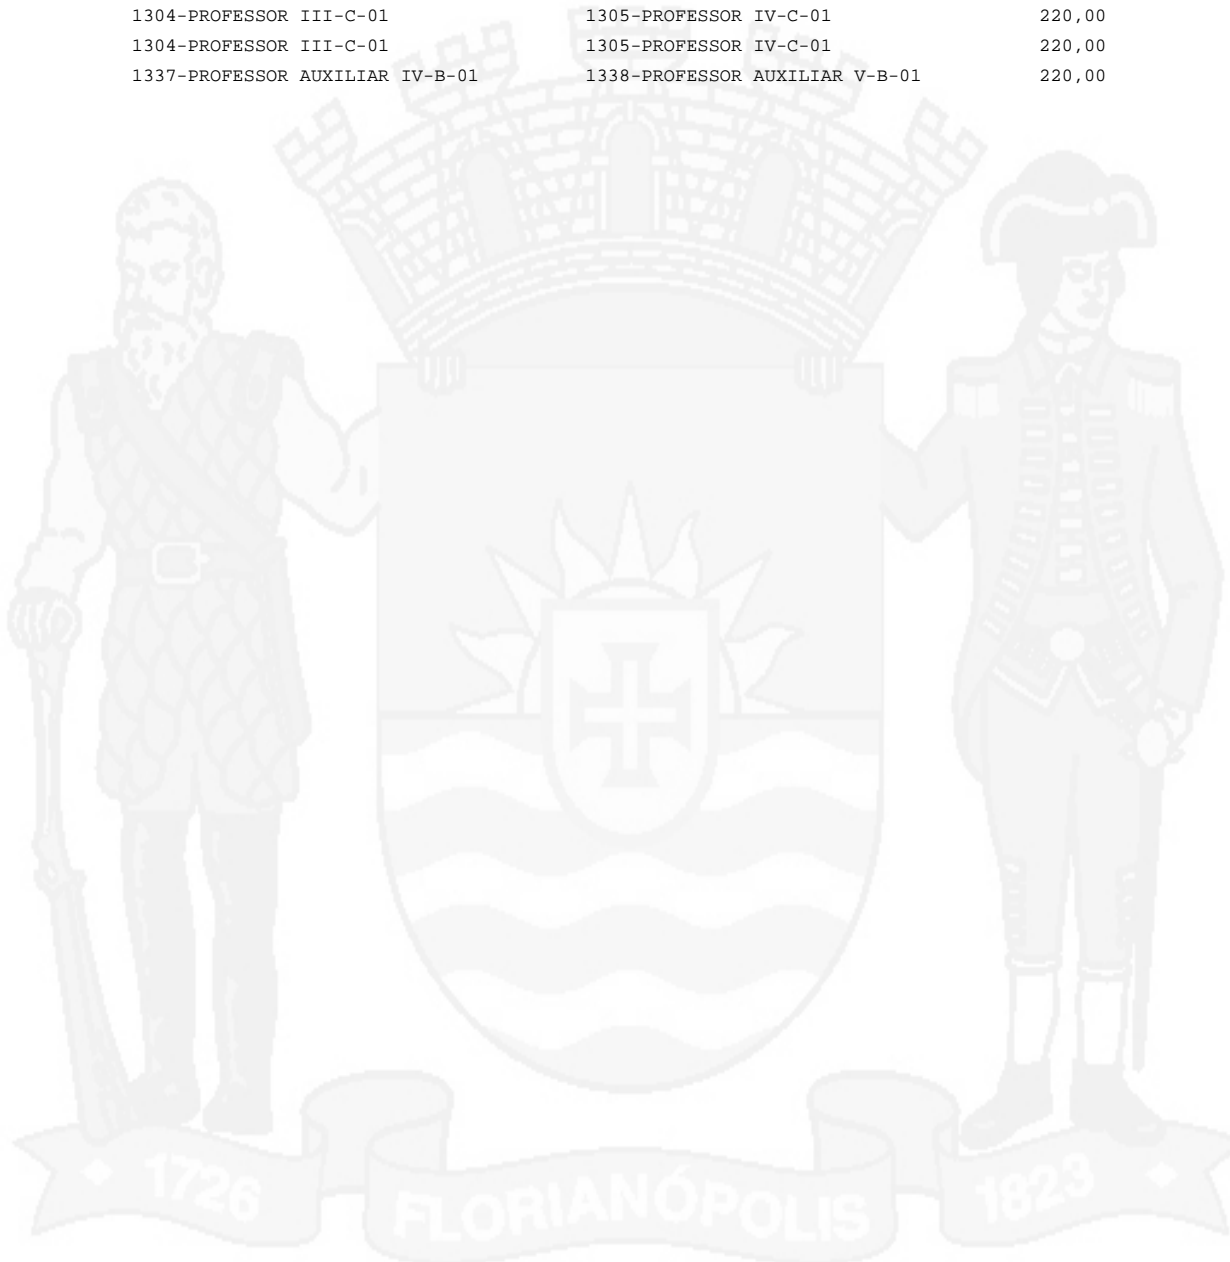 1304-PROFESSOR III-C-01 1305-PROFESSOR IV-C-01 220,00
1304-PROFESSOR III-C-01 1305-PROFESSOR IV-C-01 220,00
1337-PROFESSOR AUXILIAR IV-B-01 1338-PROFESSOR AUXILIAR V-B-01 220,00
1726 FLORIANÓPOLIS 1823